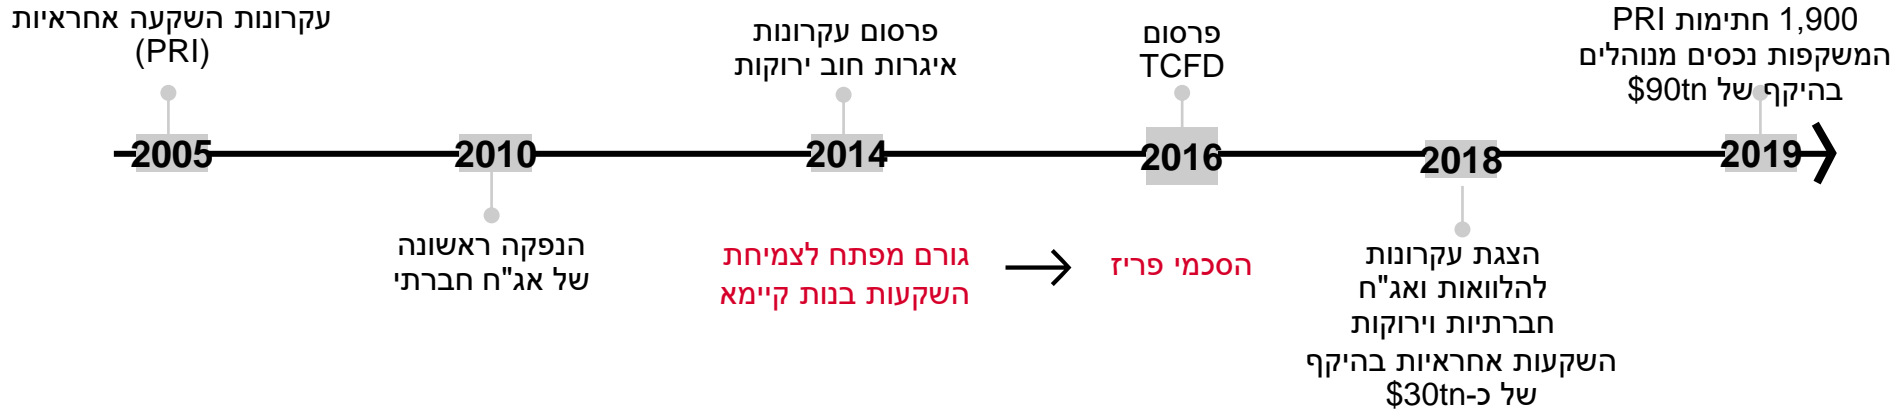 עקרונות השקעה אחראיות
(PRI)
פרסום עקרונות
איגרות חוב ירוקות
פרסום
TCFD
1,900 חתימות PRI
המשקפות נכסים מנוהלים
בהיקף של $90tn
2005
2010
2014
2016
2018
2019
הנפקה ראשונה
של אג"ח חברתי
גורם מפתח לצמיחת
השקעות בנות קיימא
הסכמי פריז
הצגת עקרונות
להלוואות ואג"ח
חברתיות וירוקות
השקעות אחראיות בהיקף
של כ-$30tn